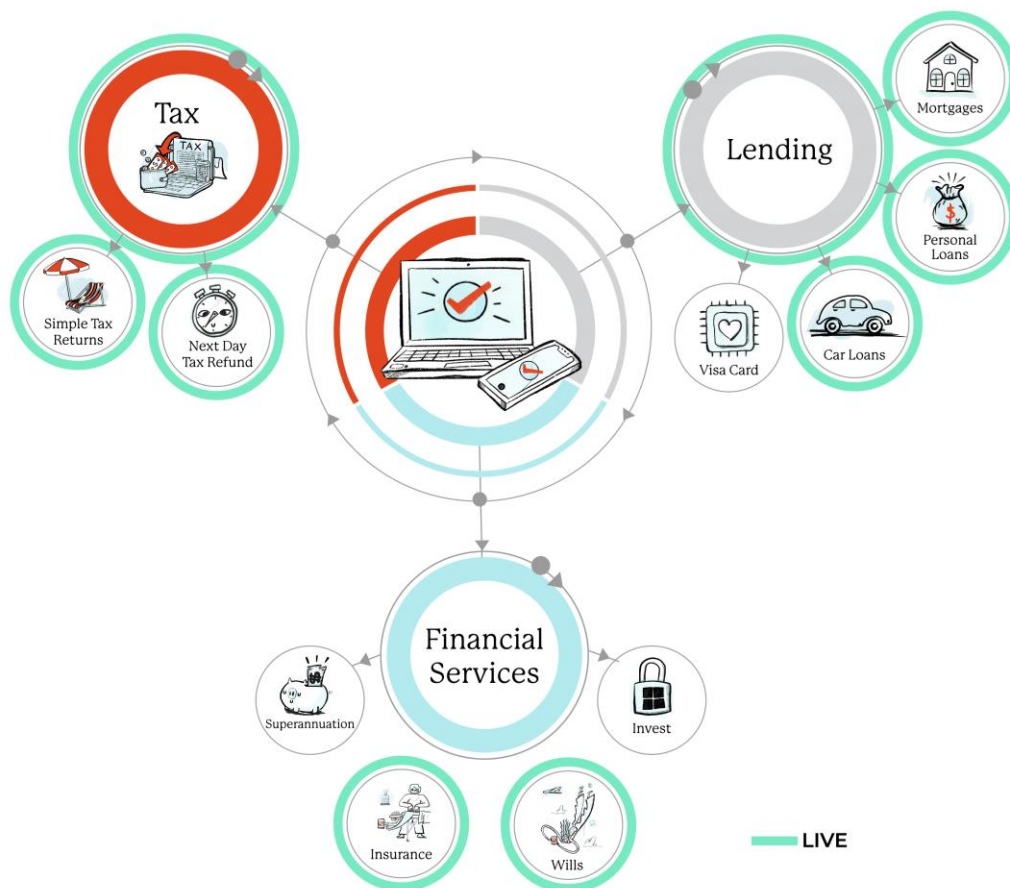 Tax
TAX
Simple Tax
Returns
Next Day
Tax Refund
Lending
Mortgages
$
Personal
Loans
Car Loans
Visa Card
Financial
Services
$
Superannuation
Invest
Insurance
Wills
LIVE